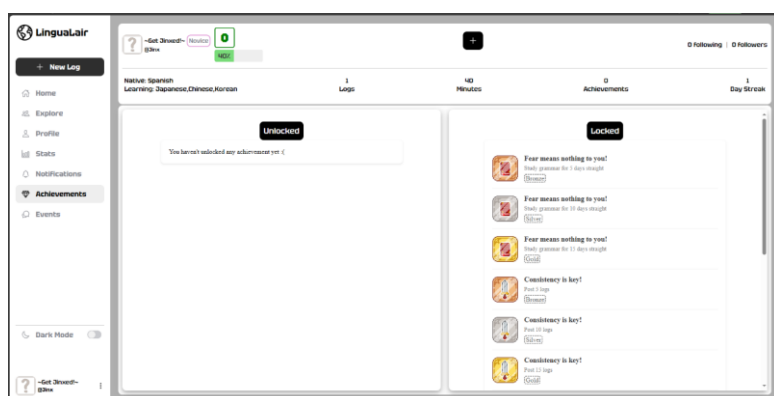 LinguaLair
+ New Log
Home
Explore
Profile
Stats
Notifications
Achievements
Events
Dark Mode
~Get Jinxed!~
@Jinx
~Get Jinxed!~ Novice 0
@Jinx
40%
+
0 Following | 0 Followers
Native: Spanish
Learning: Japanese,Chinese,Korean
1
Logs
40
Minutes
0
Achievements
1
Day Streak
Unlocked
You haven't unlocked any achievement yet :(
Locked
Fear means nothing to you!
Study grammar for days straight
Bronze
Fear means nothing to you!
Study grammar for 10 days straight
Silver
Fear means nothing to you!
Study grammar for 15 days straight
Gold
Consistency is key!
Post logs
Bronze
Consistency is key!
Post 10 logs
Silver
Consistency is key!
Post 15 logs
Gold